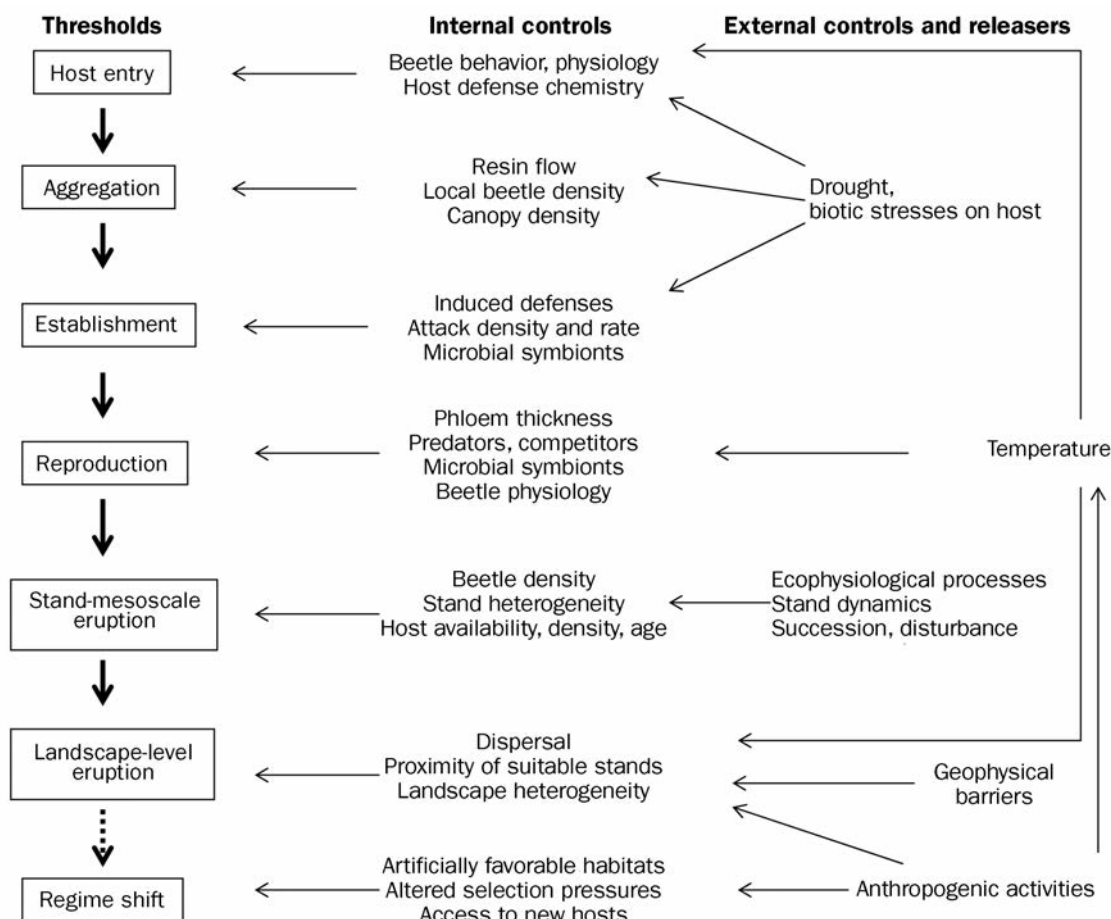 Thresholds
Internal controls
External controls and releasers
Host entry
Beetle behavior, physiology
Host defense chemistry
Aggregation
Resin flow
Local beetle density
Canopy density
Drought,
biotic stresses on host
Establishment
Induced defenses
Attack density and rate
Microbial symbionts
Reproduction
Phloem thickness
Predators, competitors
Microbial symbionts
Beetle physiology
Temperature
Stand-mesoscale
eruption
Beetle density
Stand heterogeneity
Host availability, density, age
Ecophysiological processes
Stand dynamics
Succession, disturbance
Landscape-level
eruption
Dispersal
Proximity of suitable stands
Landscape heterogeneity
Geophysical
barriers
Regime shift
Artificially favorable habitats
Altered selection pressures
Access to new hosts
Anthropogenic activities